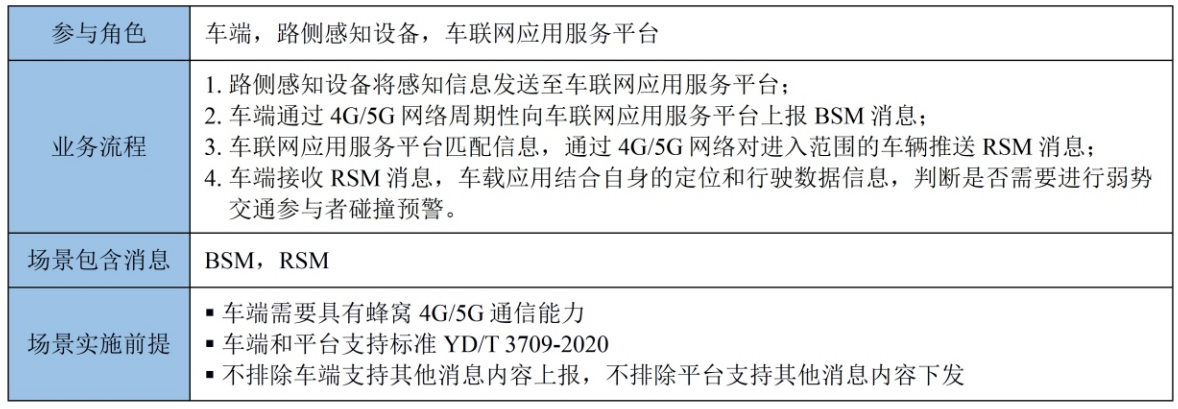 参与角色
车端，路侧感知设备，车联网应用服务平台
业务流程
1. 路侧感知设备将感知信息发送至车联网应用服务平台；
2. 车端通过 4G/5G 网络周期性向车联网应用服务平台上报 BSM 消息；
3. 车联网应用服务平台匹配信息，通过 4G/5G 网络对进入范围的车辆推送 RSM 消息；
4. 车端接收 RSM 消息，车载应用结合自身的定位和行驶数据信息，判断是否需要进行弱势
交通参与者碰撞预警。
场景包含消息
BSM，RSM
场景实施前提
▪ 车端需要具有蜂窝 4G/5G 通信能力
▪ 车端和平台支持标准 YD/T 3709-2020
▪ 不排除车端支持其他消息内容上报，不排除平台支持其他消息内容下发